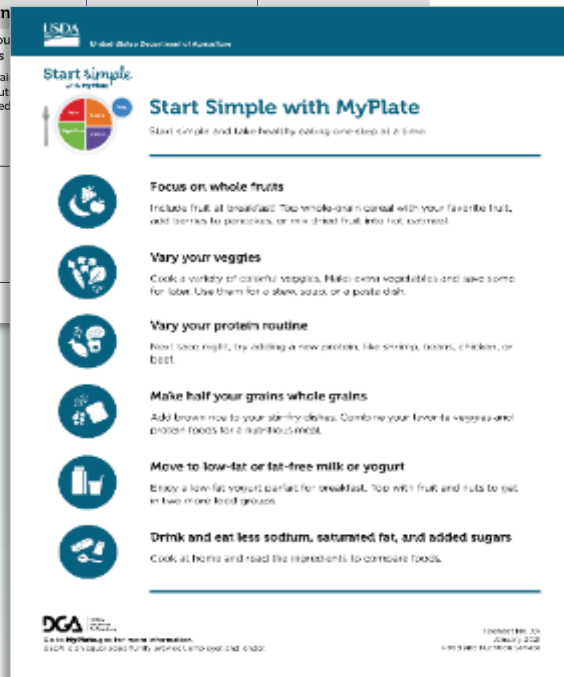 USDA
United States Department of Agriculture
Start simple
with MyPlate
Start Simple with MyPlate
Start simple and take healthy eating one step at a time
Focus on whole fruits
Include fruit at breakfast! Top whole-grain cereal with your favorite fruit,
add berries to pancakes, or mix dried fruit into hot oatmeal.
Vary your veggies
Cook a variety of colorful veggies. Make extra vegetables and save some
for later. Use them for a stew, soup, or a pasta dish.
Vary your protein routine
Next taco night, try adding a new protein, like shrimp, beans, chicken, or
beef.
Make half your grains whole grains
Add brown rice to your stir-fry dishes. Combine your favorite veggies and
protein foods for a nutritious meal.
Move to low-fat or fat-free milk or yogurt
Enjoy a low-fat yogurt parfait for breakfast. Top with fruit and nuts to get
in two more food groups.
Drink and eat less sodium, saturated fat, and added sugars
Cook at home and read the ingredients to compare foods.
DGA
Go to MyPlate.gov for more information.
USDA is an equal opportunity provider, employer, and lender.
January 2021
Food and Nutrition Service